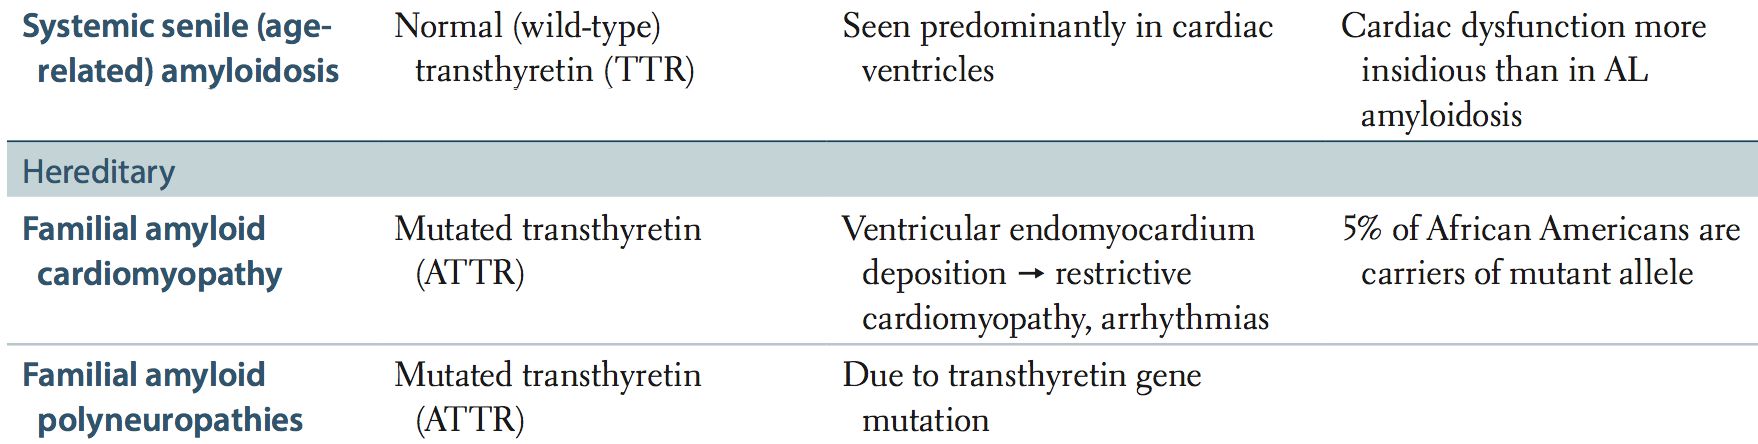 Systemic senile (age-
related) amyloidosis
Normal (wild-type)
transthyretin (TTR)
Seen predominantly in cardiac
ventricles
Cardiac dysfunction more
insidious than in AL
amyloidosis
Hereditary
Familial amyloid
cardiomyopathy
Mutated transthyretin
(ATTR)
Ventricular endomyocardium
deposition → restrictive
cardiomyopathy, arrhythmias
5% of African Americans are
carriers of mutant allele
Familial amyloid
polyneuropathies
Mutated transthyretin
(ATTR)
Due to transthyretin gene
mutation